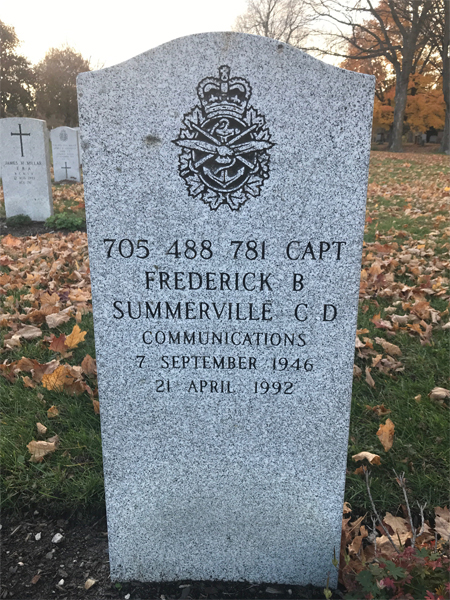 705 488 781 CAPT
FREDERICK B
SUMMERVILLE C D
COMMUNICATIONS
7 SEPTEMBER 1946
21 APRIL 1992